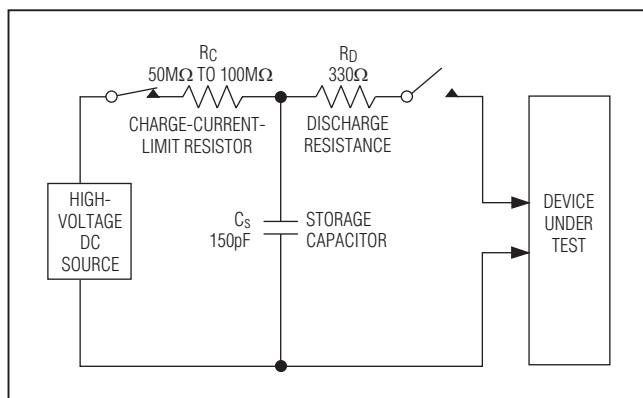 RC
50MΩ TO 100MΩ
CHARGE-CURRENT-
LIMIT RESISTOR
RD
330Ω
DISCHARGE
RESISTANCE
HIGH-
VOLTAGE
DC
SOURCE
CS
150pF
STORAGE
CAPACITOR
DEVICE
UNDER
TEST